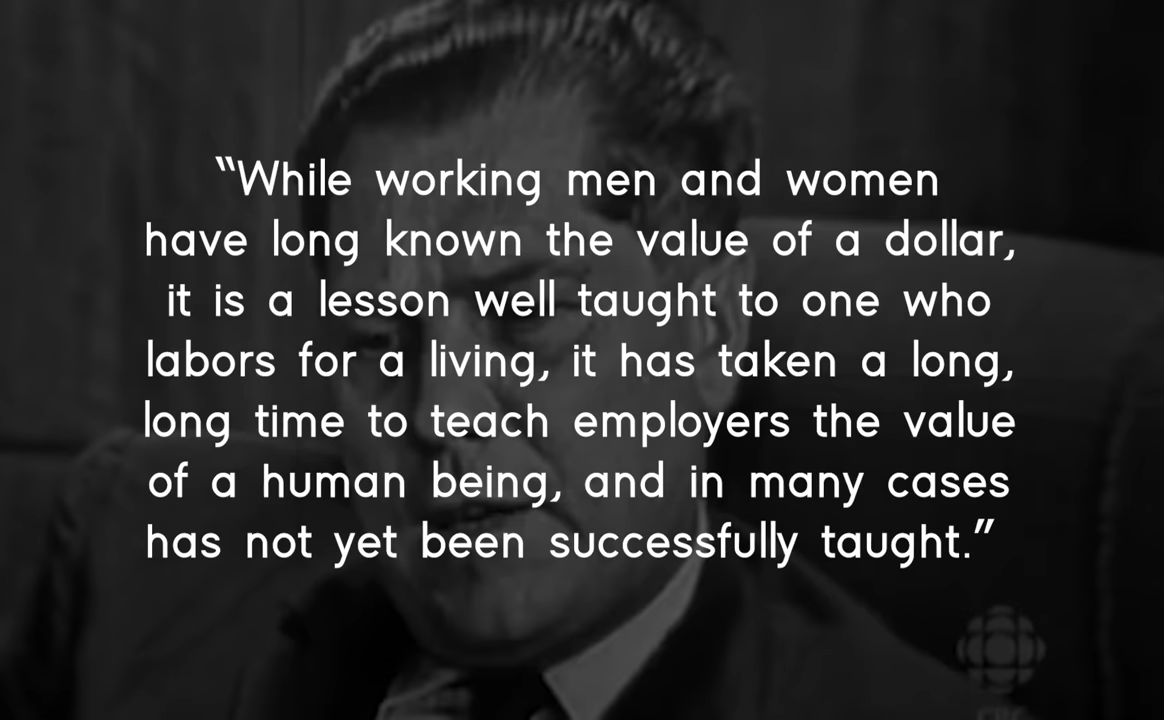 “While working men and women
have long known the value of a dollar,
it is a lesson well taught to one who
labors for a living, it has taken a long,
long time to teach employers the value
of a human being, and in many cases
has not yet been successfully taught.”
CBC